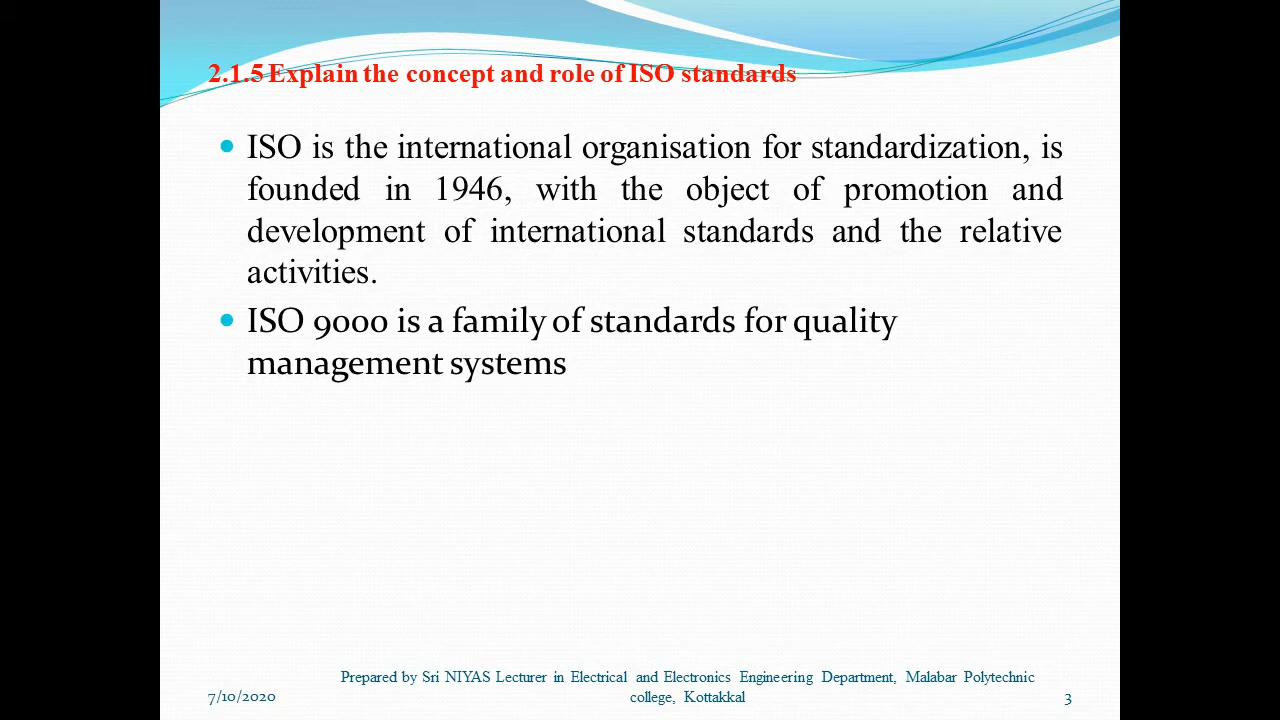 2.1.5 Explain the concept and role of ISO standards
ISO is the international organisation for standardization, is
founded in 1946, with the object of promotion and
development of international standards and the relative
activities.
ISO 9000 is a family of standards for quality
management systems
Prepared by Sri NIYAS Lecturer in Electrical and Electronics Engineering Department, Malabar Polytechnic
college, Kottakkal
7/10/2020
3